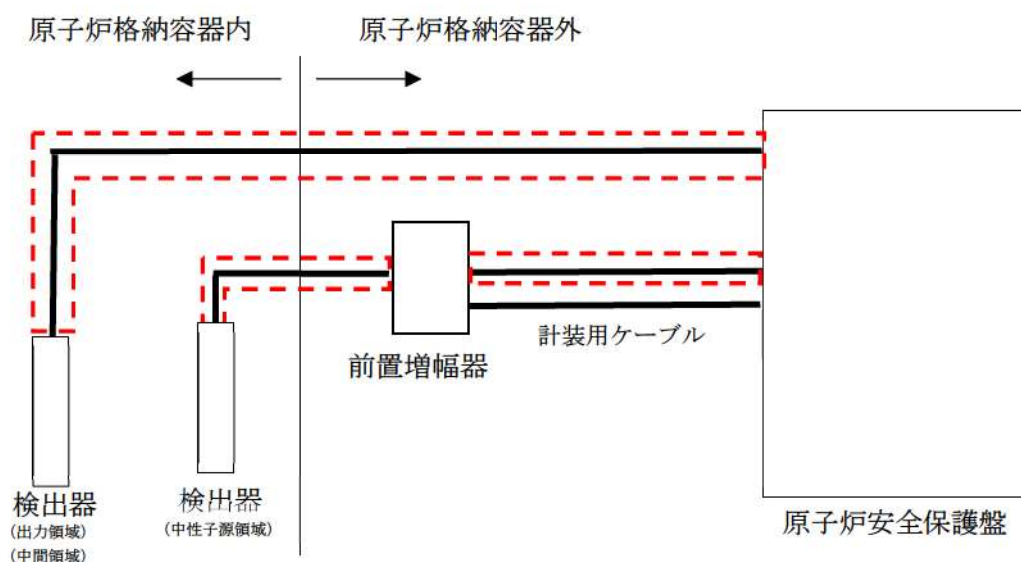 原子炉格納容器内
原子炉格納容器外
計装用ケーブル
前置増幅器
検出器
(出力領域)
(中間領域)
検出器
(中性子源領域)
原子炉安全保護盤